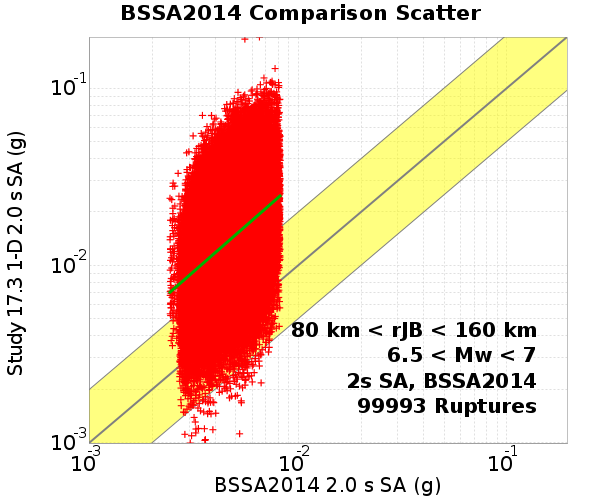 BSSA2014 Comparison Scatter
Study 17.3 1-D 2.0 s SA (g)
10-1
10-2
10-3
80 km < rJB < 160 km
6.5 < Mw < 7
2s SA, BSSA2014
99993 Ruptures
10-3 10-2 10-1
BSSA2014 2.0 s SA (g)